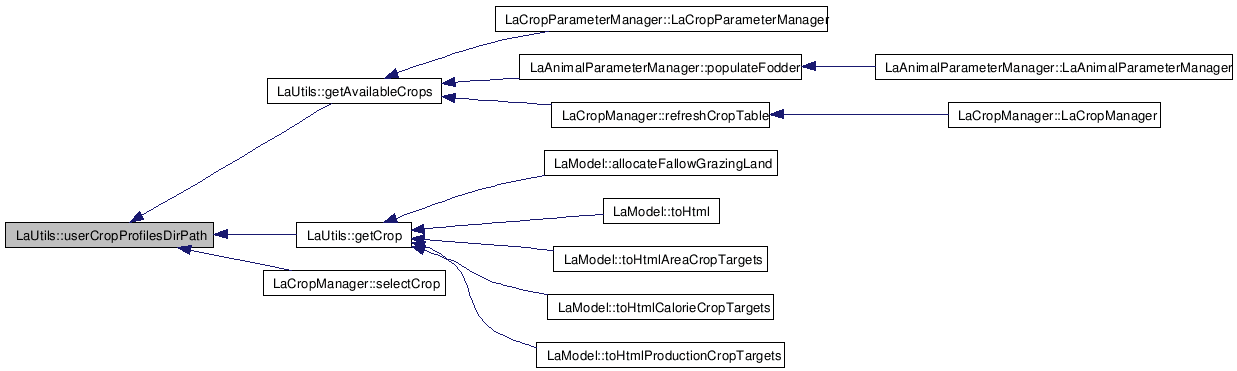 LaCropParameterManager::LaCropParameterManager
LaAnimalParameterManager::populateFodder
LaAnimalParameterManager::LaAnimalParameterManager
LaUtils::getAvailableCrops
LaCropManager::refreshCropTable
LaCropManager::LaCropManager
LaModel::allocateFallowGrazingLand
LaModel::toHtml
LaUtils::userCropProfilesDirPath
LaUtils::getCrop
LaModel::toHtmlAreaCropTargets
LaCropManager::selectCrop
LaModel::toHtmlCalorieCropTargets
LaModel::toHtmlProductionCropTargets